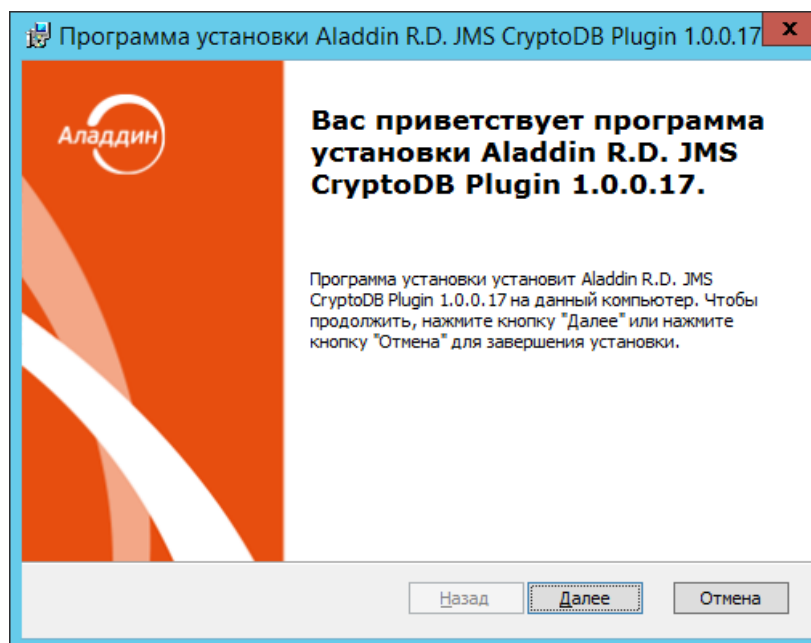 Программа установки Aladdin R.D. JMS CryptoDB Plugin 1.0.0.17
x
Аладдин
Вас приветствует программа
установки Aladdin R.D. JMS
CryptoDB Plugin 1.0.0.17.
Программа установки установит Aladdin R.D. JMS
CryptoDB Plugin 1.0.0.17 на данный компьютер. Чтобы
продолжить, нажмите кнопку "Далее" или нажмите
кнопку "Отмена" для завершения установки.
Назад Далее Отмена